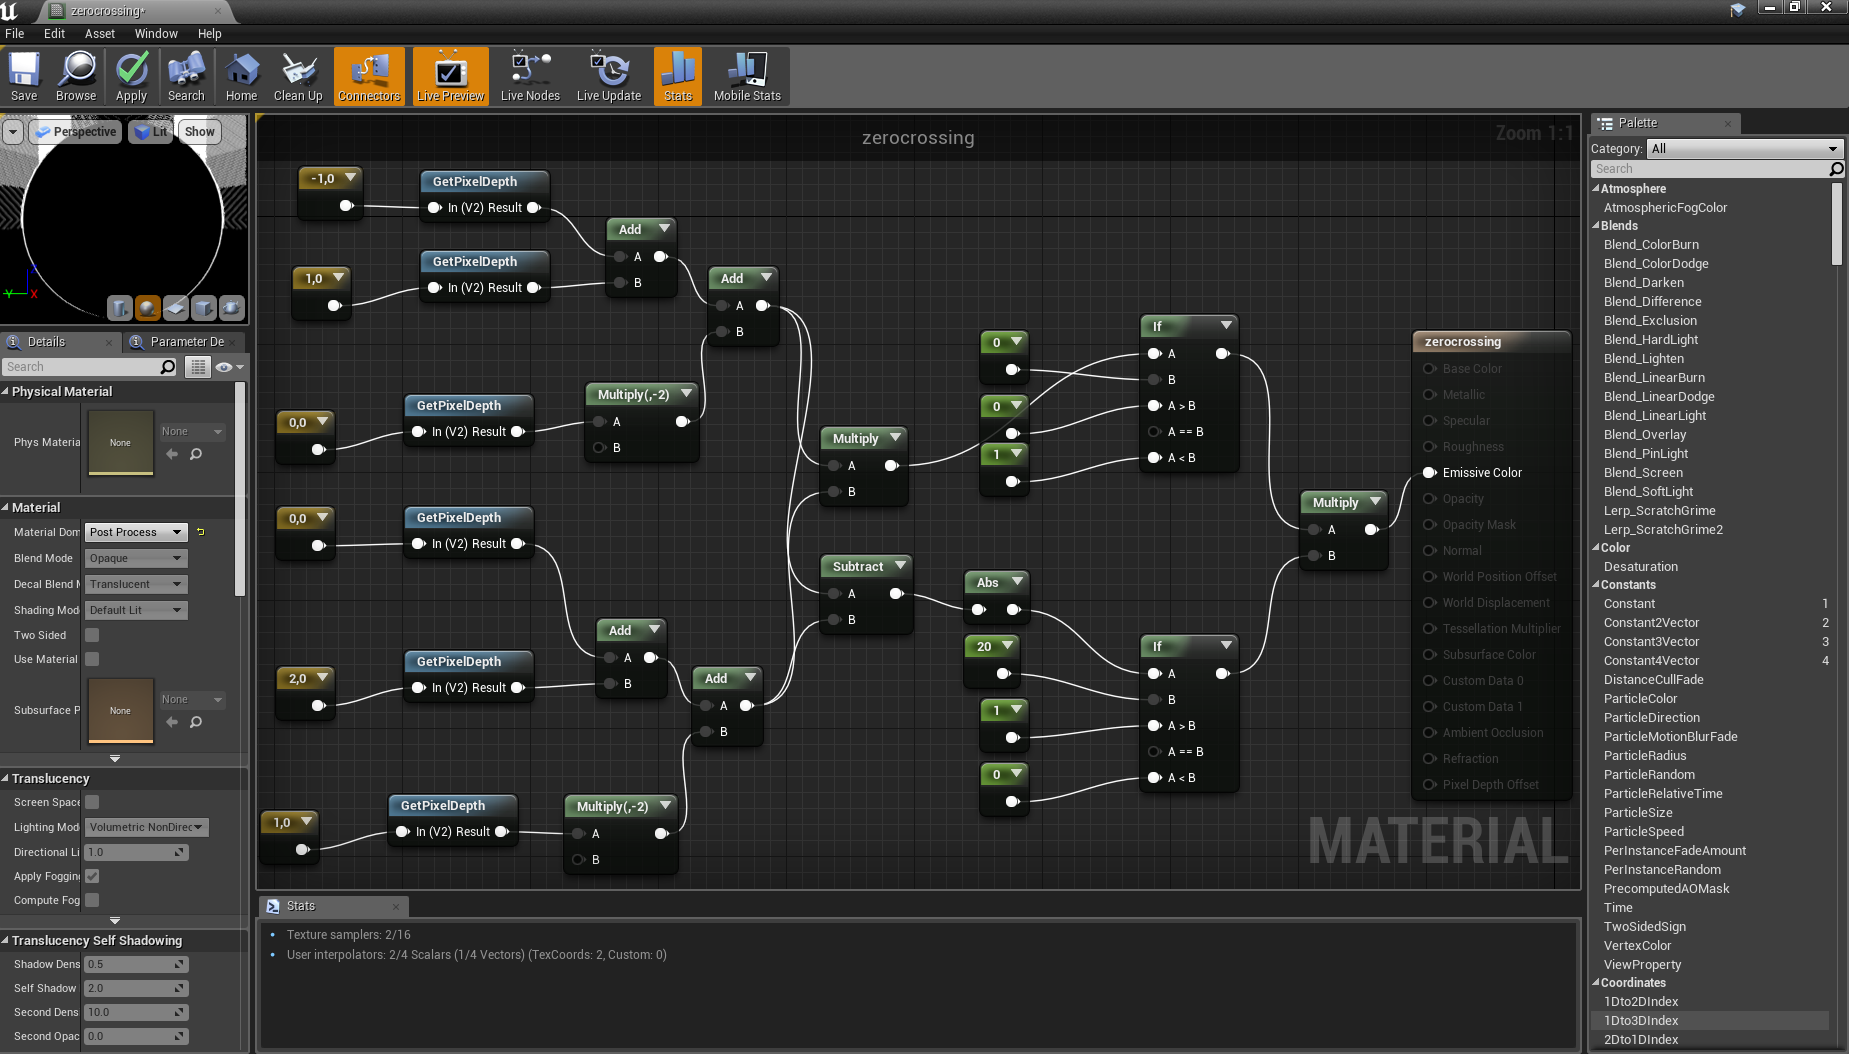 zerocrossing*
File Edit Asset Window Help
Save Browse Apply Search Home Clean Up Connectors Live Preview Live Nodes Live Update Stats Mobile Stats
Perspective Lit Show
Z
Y X
Details Parameter De
Search
Physical Material
Phys Materia None None
Material
Material Dom Post Process
Blend Mode Opaque
Decal Blend M Translucent
Shading Mod Default Lit
Two Sided
Use Material
Subsurface P None None
Translucency
Screen Space
Lighting Mod Volumetric NonDirec
Directional Li 1.0
Apply Fogging
Compute Fog
Translucency Self Shadowing
Shadow Dens 0.5
Self Shadow 2.0
Second Dens 10.0
Second Opac 0.0
zerocrossing
Zoom 1:1
-1,0
GetPixelDepth
In (V2) Result
1,0
GetPixelDepth
In (V2) Result
Add
A
B
Add
A
B
0,0
GetPixelDepth
In (V2) Result
Multiply(,-2)
A
B
0,0
GetPixelDepth
In (V2) Result
2,0
GetPixelDepth
In (V2) Result
Add
A
B
Add
A
B
1,0
GetPixelDepth
In (V2) Result
Multiply(,-2)
A
B
Multiply
A
B
Subtract
A
B
Abs
0
0
1
If
A
B
A > B
A == B
A < B
20
1
0
If
A
B
A > B
A == B
A < B
Multiply
A
B
zerocrossing
Base Color
Metallic
Specular
Roughness
Emissive Color
Opacity
Opacity Mask
Normal
World Position Offset
World Displacement
Tessellation Multiplier
Subsurface Color
Custom Data 0
Custom Data 1
Ambient Occlusion
Refraction
Pixel Depth Offset
MATERIAL
Stats
Texture samplers: 2/16
User interpolators: 2/4 Scalars (1/4 Vectors) (TexCoords: 2, Custom: 0)
Palette
Category: All
Search
Atmosphere
AtmosphericFogColor
Blends
Blend_ColorBurn
Blend_ColorDodge
Blend_Darken
Blend_Difference
Blend_Exclusion
Blend_HardLight
Blend_Lighten
Blend_LinearBurn
Blend_LinearDodge
Blend_LinearLight
Blend_Overlay
Blend_PinLight
Blend_Screen
Blend_SoftLight
Lerp_ScratchGrime
Lerp_ScratchGrime2
Color
Desaturation
Constants
Constant 1
Constant2Vector 2
Constant3Vector 3
Constant4Vector 4
DistanceCullFade
ParticleColor
ParticleDirection
ParticleMotionBlurFade
ParticleRadius
ParticleRandom
ParticleRelativeTime
ParticleSize
ParticleSpeed
PerInstanceFadeAmount
PerInstanceRandom
PrecomputedAOMask
Time
TwoSidedSign
VertexColor
ViewProperty
Coordinates
1Dto2DIndex
1Dto3DIndex
2Dto1DIndex